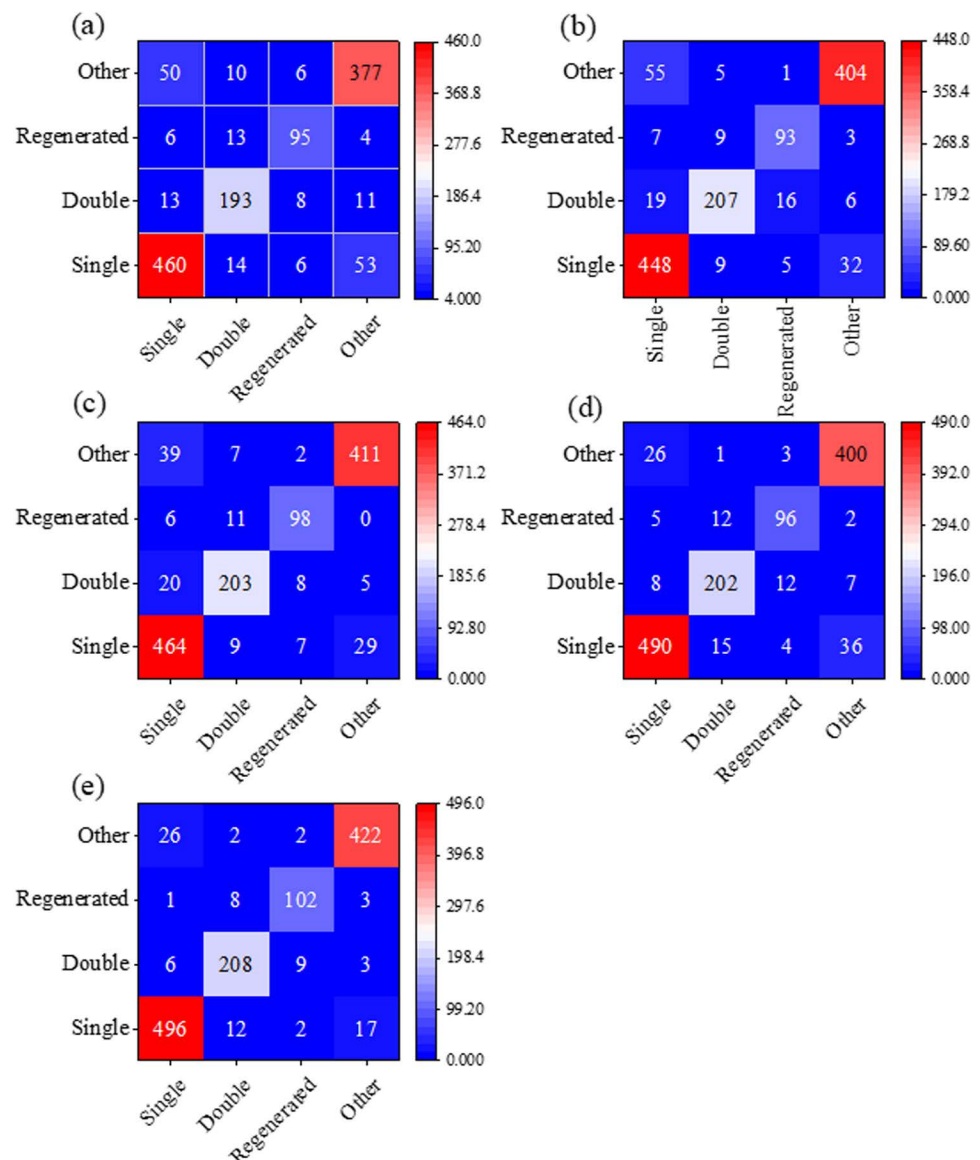 (a)
Other 50 10 6 377
Regenerated 6 13 95 4
Double 13 193 8 11
Single 460 14 6 53
Single Double Regenerated Other
460.0
368.8
277.6
186.4
95.20
4.000
(b)
Other 55 5 1 404
Regenerated 7 9 93 3
Double 19 207 16 6
Single 448 9 5 32
Single Double Regenerated Other
448.0
358.4
268.8
179.2
89.60
0.000
(c)
Other 39 7 2 411
Regenerated 6 11 98 0
Double 20 203 8 5
Single 464 9 7 29
Single Double Regenerated Other
464.0
371.2
278.4
185.6
92.80
0.000
(d)
Other 26 1 3 400
Regenerated 5 12 96 2
Double 8 202 12 7
Single 490 15 4 36
Single Double Regenerated Other
490.0
392.0
294.0
196.0
98.00
0.000
(e)
Other 26 2 2 422
Regenerated 1 8 102 3
Double 6 208 9 3
Single 496 12 2 17
Single Double Regenerated Other
496.0
396.8
297.6
198.4
99.20
0.000